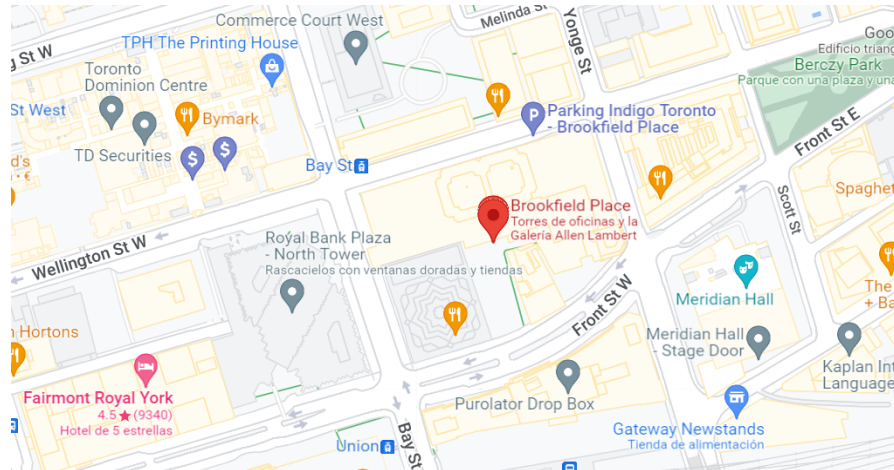 Commerce Court West
Melinda St
Yonge St
TPH The Printing House
Goo
Edificio triang
Berczy Park
Parque con una plaza y una
g St W
Toronto
Dominion Centre
St West
Bymark
TD Securities
Parking Indigo Toronto
- Brookfield Place
Front St E
Bay St
Scott St
Spaghet
Brookfield Place
Torres de oficinas y la
Galería Allen Lambert
Wellington St W
Royal Bank Plaza
- North Tower
Rascacielos con ventanas doradas y tiendas
Meridian Hall
The
+ Ba
Front St W
Meridian Hall
- Stage Door
n Hortons
Kaplan Int
Language
Fairmont Royal York
4.5★(9340)
Hotel de 5 estrellas
Purolator Drop Box
Gateway Newstands
Tienda de alimentación
Union
Bay St
d's
· €
P
$
$